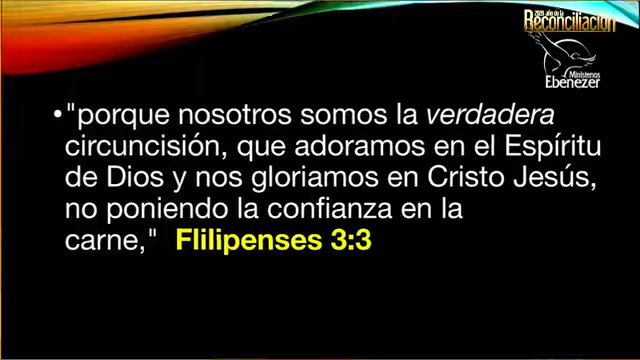 2020 año de la
Reconciliación
Ministerios
Ebenezer
•"porque nosotros somos la verdadera
circuncisión, que adoramos en el Espíritu
de Dios y nos gloriamos en Cristo Jesús,
no poniendo la confianza en la
carne," Flilipenses 3:3